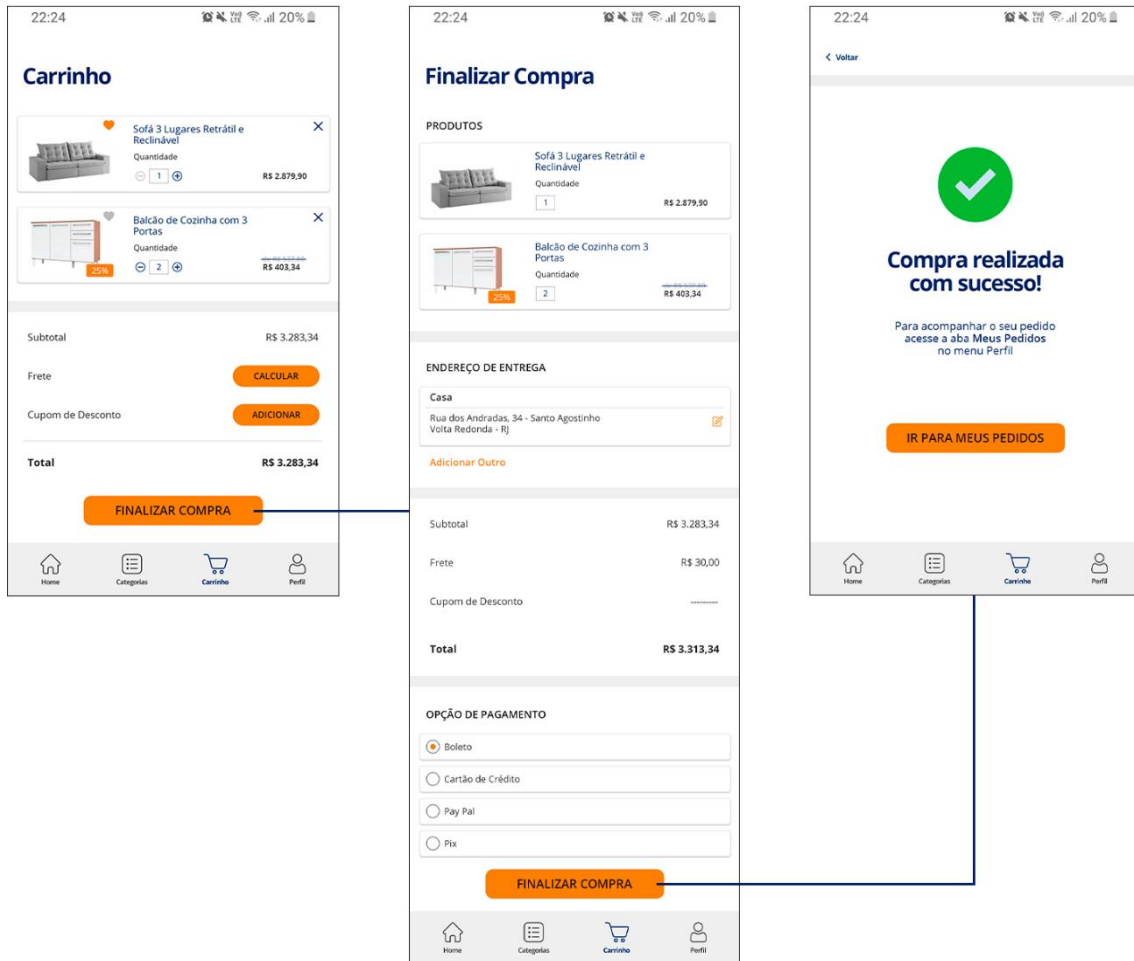 22:24
Vo))
LTE
20%
Carrinho
Sofá 3 Lugares Retrátil e
Reclinável
Quantidade
1
R$ 2.879,90
Balcão de Cozinha com 3
Portas
Quantidade
25%
2
R$ 403,34
Subtotal
R$ 3.283,34
Frete
CALCULAR
Cupom de Desconto
ADICIONAR
Total
R$ 3.283,34
FINALIZAR COMPRA
Home
Categorias
Carrinho
Perfil
22:24
Vo))
LTE
20%
Finalizar Compra
PRODUTOS
Sofá 3 Lugares Retrátil e
Reclinável
Quantidade
1
R$ 2.879,90
Balcão de Cozinha com 3
Portas
Quantidade
25%
2
R$ 403,34
ENDEREÇO DE ENTREGA
Casa
Rua dos Andradas, 34 - Santo Agostinho
Volta Redonda - RJ
Adicionar Outro
Subtotal
R$ 3.283,34
Frete
R$ 30,00
Cupom de Desconto
---------
Total
R$ 3.313,34
OPÇÃO DE PAGAMENTO
Boleto
Cartão de Crédito
Pay Pal
Pix
FINALIZAR COMPRA
Home
Categorias
Carrinho
Perfil
22:24
Vo))
LTE
20%
Voltar
Compra realizada
com sucesso!
Para acompanhar o seu pedido
acesse a aba Meus Pedidos
no menu Perfil
IR PARA MEUS PEDIDOS
Home
Categorias
Carrinho
Perfil